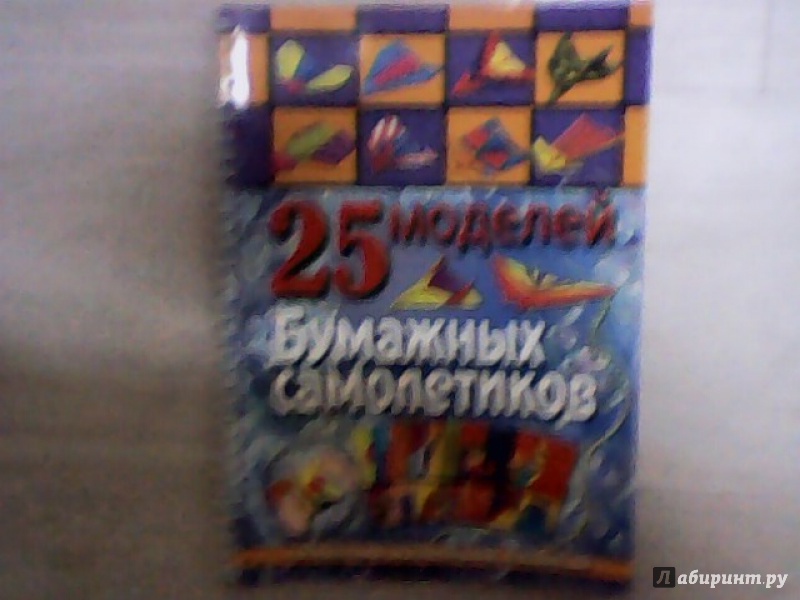 25 моделей
Бумажных
самолетиков
Лабиринт.ру